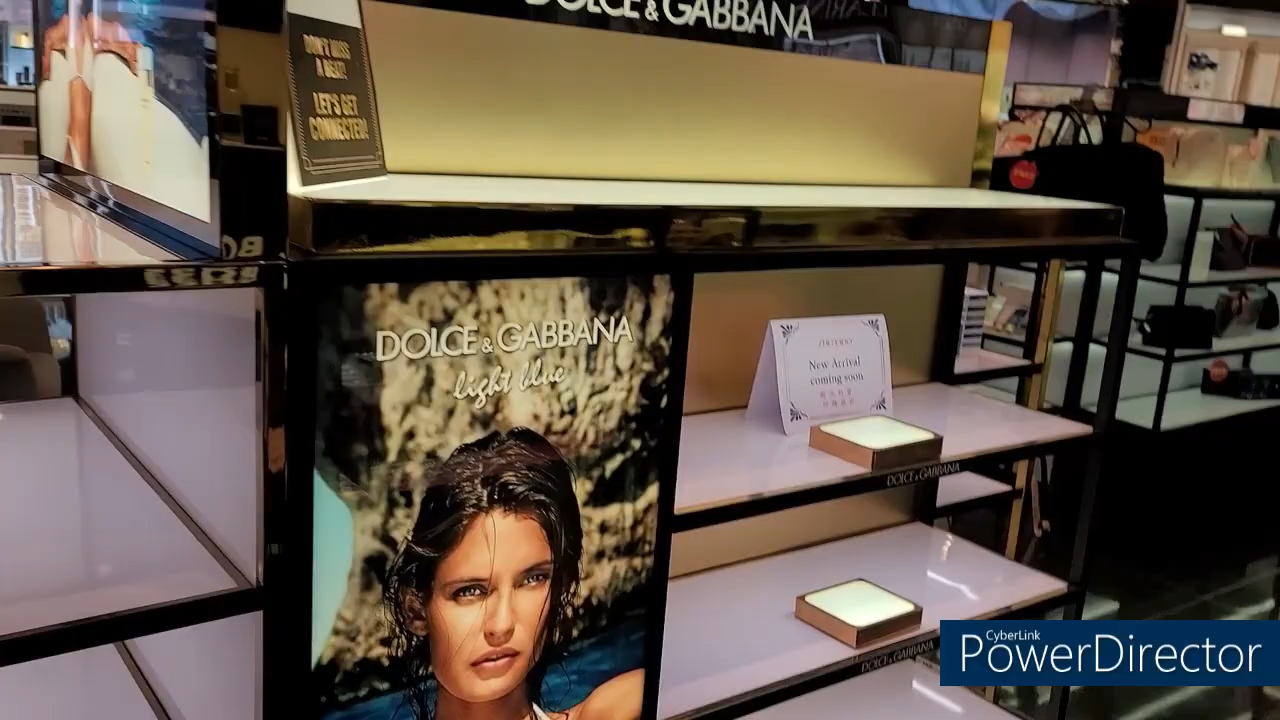 DOLCE & GABBANA
DON'T MISS
A BEAT!
LET'S GET
CONNECTED!
DOLCE & GABBANA
light blue
SHISEIDO
New Arrival
coming soon
DOLCE & GABBANA
DOLCE & GABBANA
CyberLink
PowerDirector